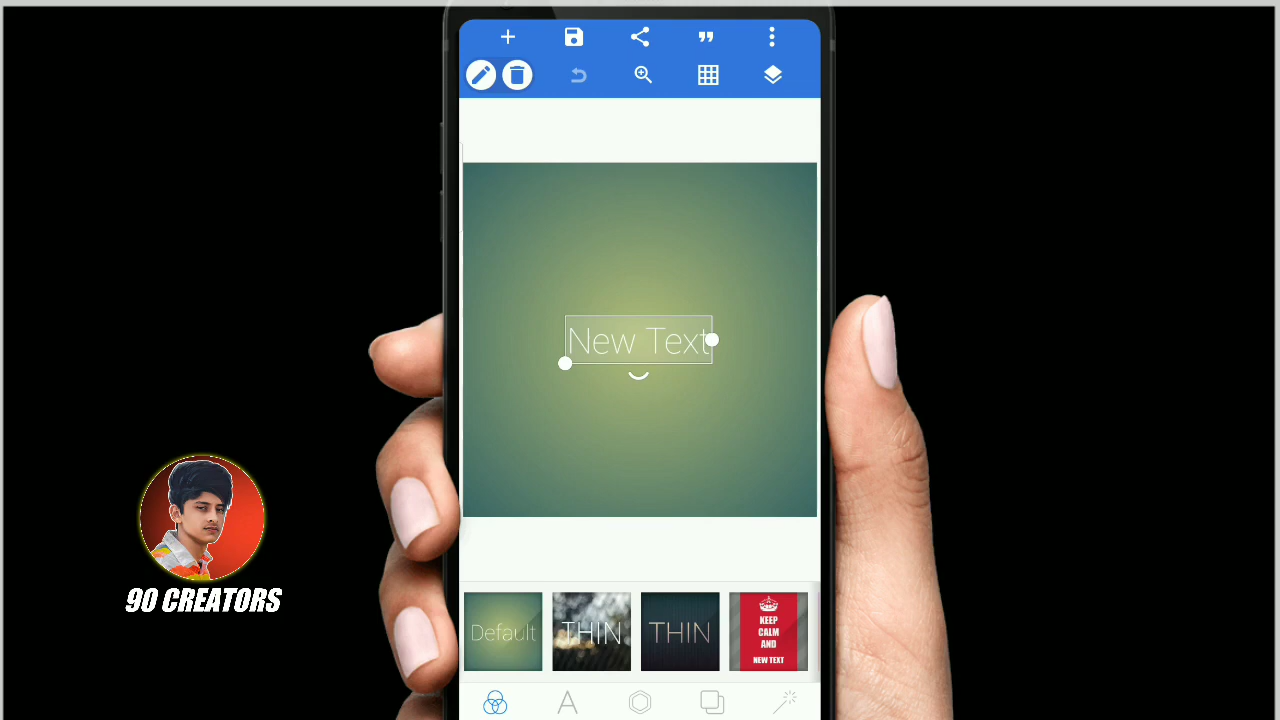 New Text
Default
THIN
THIN
KEEP
CALM
AND
NEW TEXT
90 CREATORS